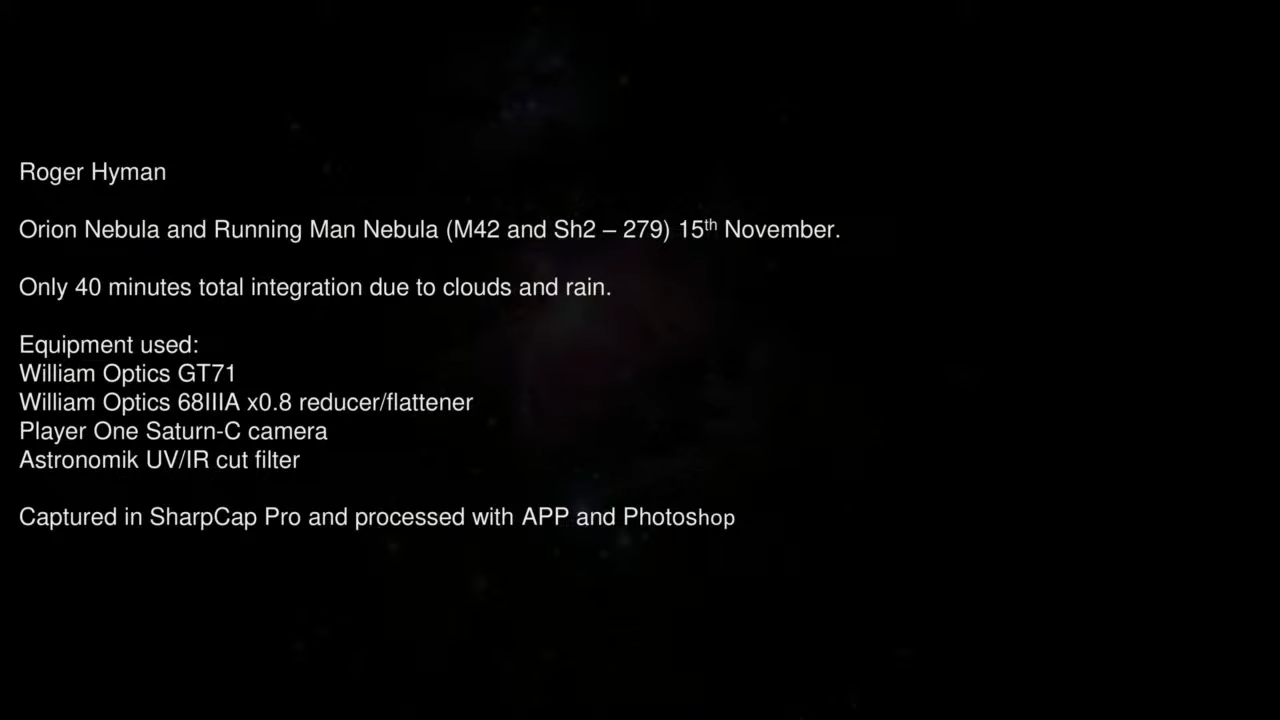 Roger Hyman
Orion Nebula and Running Man Nebula (M42 and Sh2 – 279) 15th November.
Only 40 minutes total integration due to clouds and rain.
Equipment used:
William Optics GT71
William Optics 68IIIA x0.8 reducer/flattener
Player One Saturn-C camera
Astronomik UV/IR cut filter
Captured in SharpCap Pro and processed with APP and Photoshop